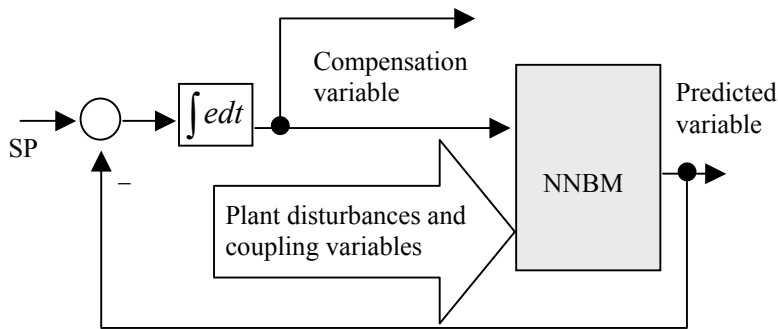 Compensation
variable
∫edt
Predicted
variable
SP
NNBM
−
Plant disturbances and
coupling variables